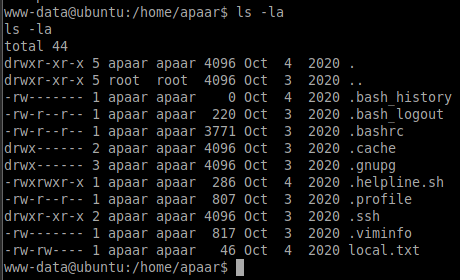 www-data@ubuntu:/home/apaar$ ls -la
ls -la
total 44
drwxr-xr-x 5 apaar apaar 4096 Oct  4  2020 .
drwxr-xr-x 5 root  root  4096 Oct  3  2020 ..
-rw------- 1 apaar apaar    0 Oct  4  2020 .bash_history
-rw-r--r-- 1 apaar apaar  220 Oct  3  2020 .bash_logout
-rw-r--r-- 1 apaar apaar 3771 Oct  3  2020 .bashrc
drwx------ 2 apaar apaar 4096 Oct  3  2020 .cache
drwx------ 3 apaar apaar 4096 Oct  3  2020 .gnupg
-rwxrwxr-x 1 apaar apaar  286 Oct  4  2020 .helpline.sh
-rw-r--r-- 1 apaar apaar  807 Oct  3  2020 .profile
drwxr-xr-x 2 apaar apaar 4096 Oct  3  2020 .ssh
-rw------- 1 apaar apaar  817 Oct  3  2020 .viminfo
-rw-rw---- 1 apaar apaar   46 Oct  4  2020 local.txt
www-data@ubuntu:/home/apaar$